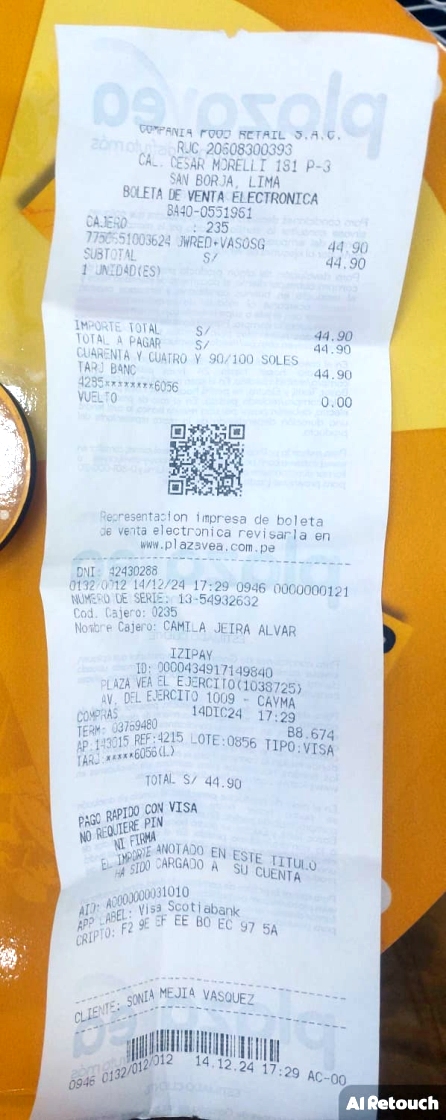 COMPAÑIA FOOD RETAIL S.A.C.
RUC 20608300393
CAL. CESAR MORELLI 181 P-3
SAN BORJA, LIMA
BOLETA DE VENTA ELECTRONICA
BA40-0551961
CAJERO : 235
7750651003624 JWRED+VASOSG 44.90
SUBTOTAL S/ 44.90
1 UNIDAD(ES)
IMPORTE TOTAL S/ 44.90
TOTAL A PAGAR S/ 44.90
CUARENTA Y CUATRO Y 90/100 SOLES
TARJ BANC 44.90
4285********6056
VUELTO 0.00
Representacion impresa de boleta
de venta electronica revisarla en
www.plazavea.com.pe
DNI: 42430288
0132/0012 14/12/24 17:29 0946 0000000121
NUMERO DE SERIE: 13-54932632
Cod. Cajero: 0235
Nombre Cajero: CAMILA JEIRA ALVAR
IZIPAY
ID: 0000434917149840
PLAZA VEA EL EJERCITO(1038725)
AV. DEL EJERCITO 1009 - CAYMA
COMPRAS 14DIC24 17:29
TERM: 03769480 B8.674
AP:143015 REF:4215 LOTE:0856 TIPO:VISA
TARJ:*****6056(L)
TOTAL S/ 44.90
PAGO RAPIDO CON VISA
NO REQUIERE PIN
NI FIRMA
EL IMPORTE ANOTADO EN ESTE TITULO
HA SIDO CARGADO A SU CUENTA
AID: A0000000031010
APP LABEL: Visa Scotiabank
CRIPTO: F2 9E EF EE B0 EC 97 5A
CLIENTE: SONIA MEJIA VASQUEZ
0946 0132/012/012 14.12.24 17:29 AC-00
AI Retouch